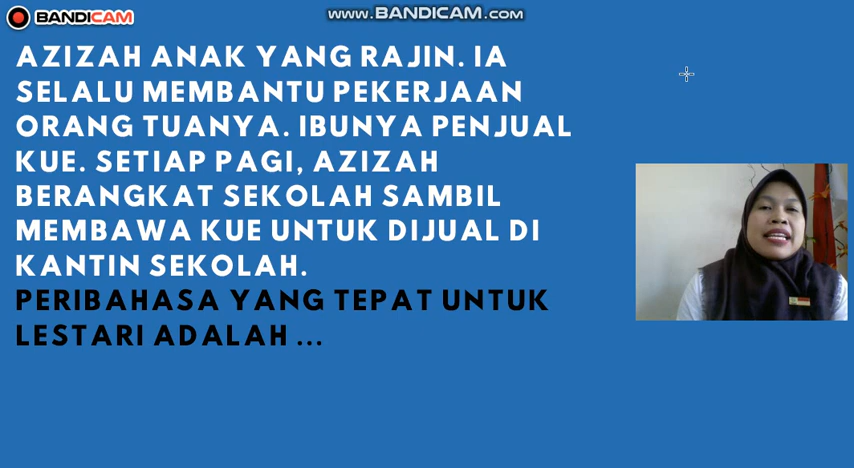 BANDICAM
www.BANDICAM.com
AZIZAH ANAK YANG RAJIN. IA
SELALU MEMBANTU PEKERJAAN
ORANG TUANYA. IBUNYA PENJUAL
KUE. SETIAP PAGI, AZIZAH
BERANGKAT SEKOLAH SAMBIL
MEMBAWA KUE UNTUK DIJUAL DI
KANTIN SEKOLAH.
PERIBAHASA YANG TEPAT UNTUK
LESTARI ADALAH ...